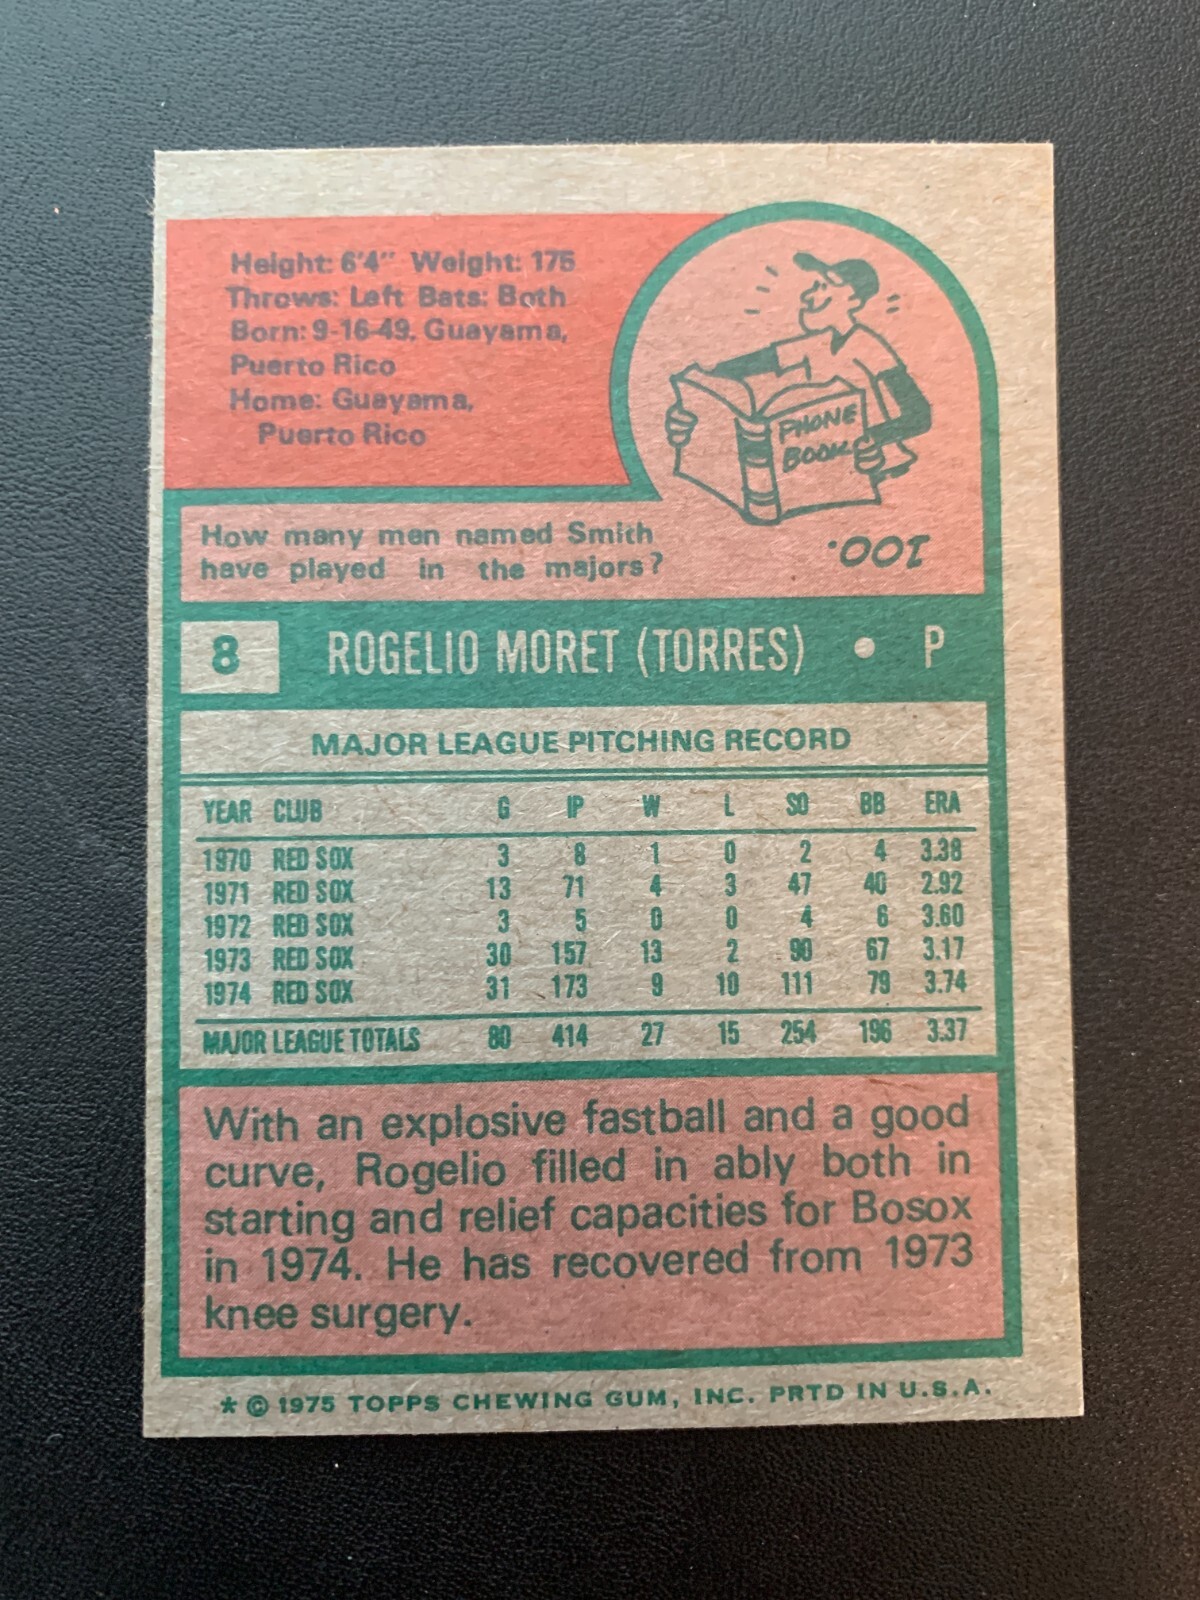 Height: 6'4" Weight: 175
Throws: Left Bats: Both
Born: 9-16-49, Guayama,
Puerto Rico
Home: Guayama,
Puerto Rico
PHONE
BOOK
How many men named Smith
have played in the majors?
100.
8 ROGELIO MORET (TORRES) • P
MAJOR LEAGUE PITCHING RECORD
YEAR CLUB G IP W L SO BB ERA
1970 RED SOX 3 8 1 0 2 4 3.38
1971 RED SOX 13 71 4 3 47 40 2.92
1972 RED SOX 3 5 0 0 4 6 3.60
1973 RED SOX 30 157 13 2 90 67 3.17
1974 RED SOX 31 173 9 10 111 79 3.74
MAJOR LEAGUE TOTALS 80 414 27 15 254 196 3.37
With an explosive fastball and a good
curve, Rogelio filled in ably both in
starting and relief capacities for Bosox
in 1974. He has recovered from 1973
knee surgery.
* © 1975 TOPPS CHEWING GUM, INC. PRTD IN U.S.A.